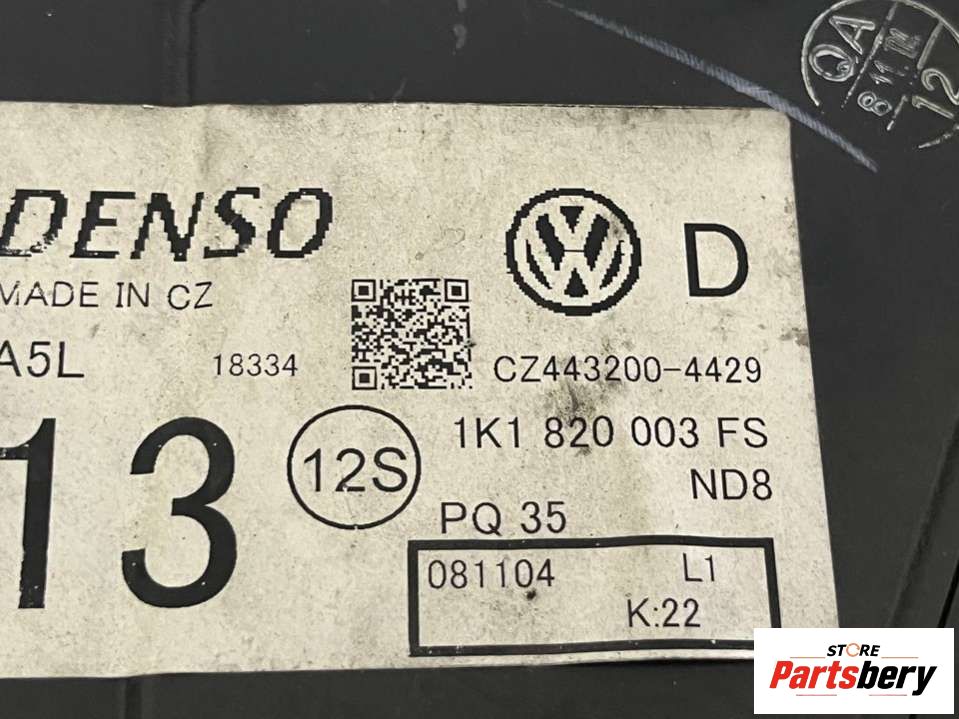 QA
8 11.04
12
DENSO
D
MADE IN CZ
A5L
18334
CZ443200-4429
13
12S
1K1 820 003 FS
ND8
PQ 35
081104
L1
K:22
STORE
Partsbery